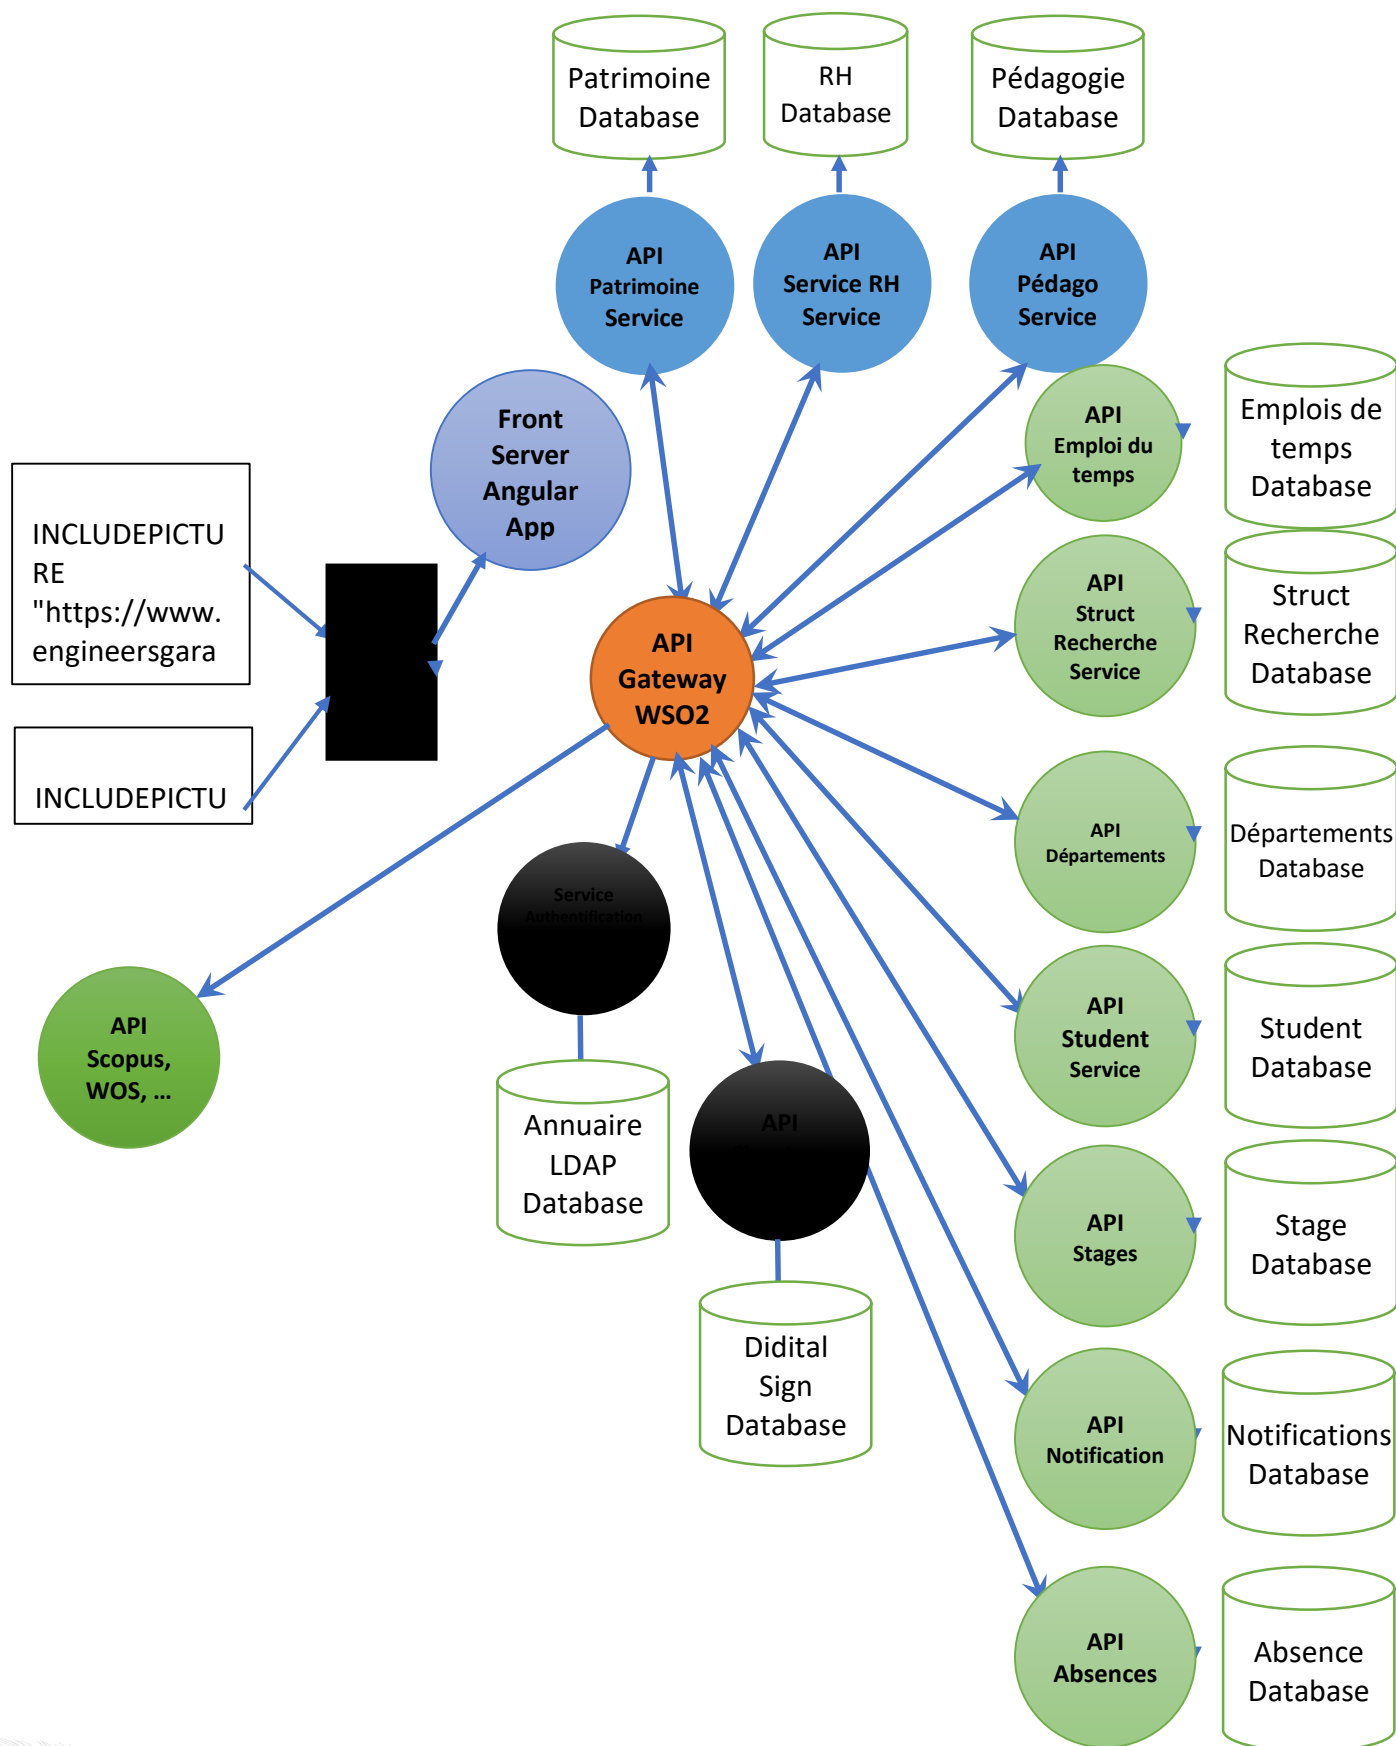 Patrimoine
Database
RH
Database
Pédagogie
Database
API
Patrimoine
Service
API
Service RH
Service
API
Pédago
Service
Front
Server
Angular
App
API
Emploi du
temps
Emplois de
temps
Database
INCLUDEPICTU
RE
"https://www.
engineersgara
INCLUDEPICTU
API
Gateway
WSO2
API
Struct
Recherche
Service
Struct
Recherche
Database
API
Départements
Départements
Database
Service
Authentification
API
Scopus,
WOS, ...
Annuaire
LDAP
Database
API
API
Student
Service
Student
Database
API
Stages
Stage
Database
Didital
Sign
Database
API
Notification
Notifications
Database
API
Absences
Absence
Database